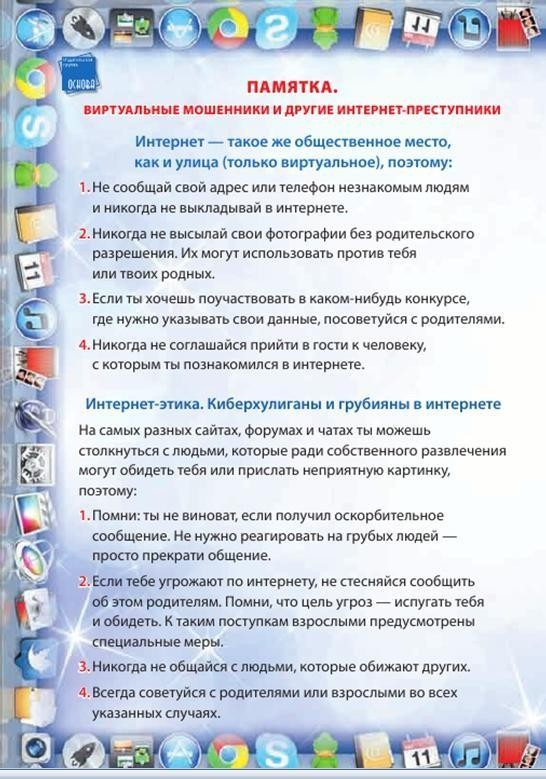 ОСНОВА
ПАМЯТКА.
ВИРТУАЛЬНЫЕ МОШЕННИКИ И ДРУГИЕ ИНТЕРНЕТ-ПРЕСТУПНИКИ
Интернет — такое же общественное место,
как и улица (только виртуальное), поэтому:
1. Не сообщай свой адрес или телефон незнакомым людям
и никогда не выкладывай в интернете.
2. Никогда не высылай свои фотографии без родительского
разрешения. Их могут использовать против тебя
или твоих родных.
3. Если ты хочешь поучаствовать в каком-нибудь конкурсе,
где нужно указывать свои данные, посоветуйся с родителями.
4. Никогда не соглашайся прийти в гости к человеку,
с которым ты познакомился в интернете.
Интернет-этика. Киберхулиганы и грубияны в интернете
На самых разных сайтах, форумах и чатах ты можешь
столкнуться с людьми, которые ради собственного развлечения
могут обидеть тебя или прислать неприятную картинку,
поэтому:
1. Помни: ты не виноват, если получил оскорбительное
сообщение. Не нужно реагировать на грубых людей —
просто прекрати общение.
2. Если тебе угрожают по интернету, не стесняйся сообщить
об этом родителям. Помни, что цель угроз — испугать тебя
и обидеть. К таким поступкам взрослыми предусмотрены
специальные меры.
3. Никогда не общайся с людьми, которые обижают других.
4. Всегда советуйся с родителями или взрослыми во всех
указанных случаях.
11
11